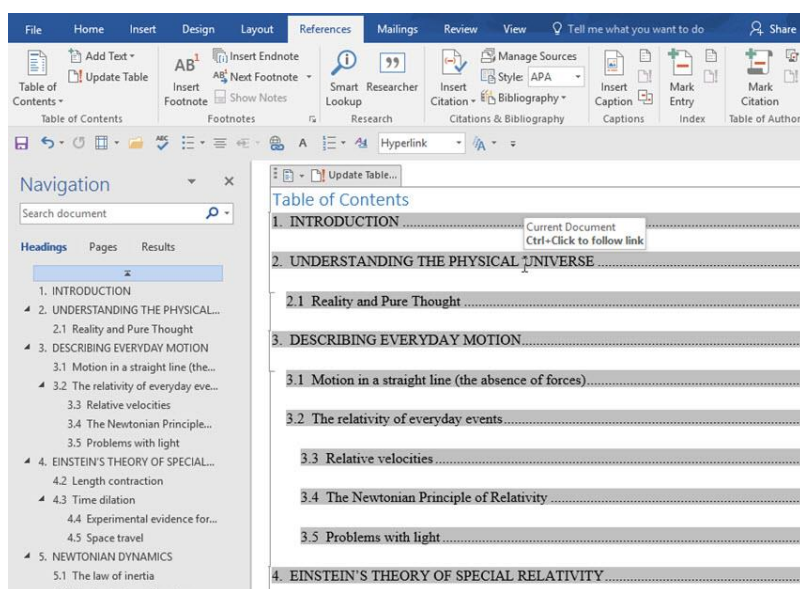 File Home Insert Design Layout References Mailings Review View Tell me what you want to do Share
Table of Contents
Add Text
Update Table
Table of Contents
AB1
Insert Footnote
Insert Endnote
Next Footnote
Show Notes
Footnotes
Smart Lookup
Researcher
Research
Insert Citation
Manage Sources
Style: APA
Bibliography
Citations & Bibliography
Insert Caption
Captions
Mark Entry
Index
Mark Citation
Table of Author
ABC
A
Hyperlink
Navigation
Search document
Headings Pages Results
1. INTRODUCTION
2. UNDERSTANDING THE PHYSICAL...
2.1 Reality and Pure Thought
3. DESCRIBING EVERYDAY MOTION
3.1 Motion in a straight line (the...
3.2 The relativity of everyday eve...
3.3 Relative velocities
3.4 The Newtonian Principle...
3.5 Problems with light
4. EINSTEIN'S THEORY OF SPECIAL...
4.2 Length contraction
4.3 Time dilation
4.4 Experimental evidence for...
4.5 Space travel
5. NEWTONIAN DYNAMICS
5.1 The law of inertia
Update Table...
Table of Contents
1. INTRODUCTION
Current Document
Ctrl+Click to follow link
2. UNDERSTANDING THE PHYSICAL UNIVERSE
2.1 Reality and Pure Thought
3. DESCRIBING EVERYDAY MOTION
3.1 Motion in a straight line (the absence of forces)
3.2 The relativity of everyday events
3.3 Relative velocities
3.4 The Newtonian Principle of Relativity
3.5 Problems with light
4. EINSTEIN'S THEORY OF SPECIAL RELATIVITY